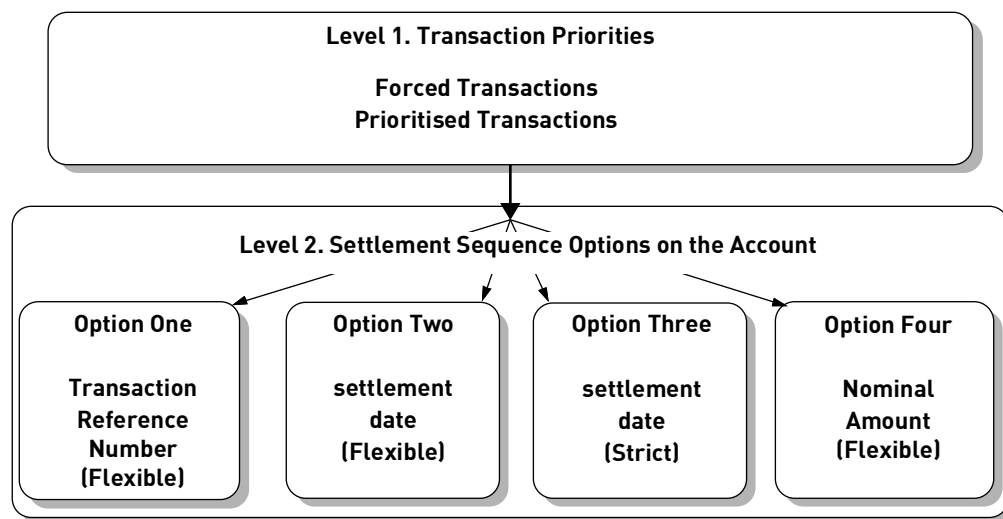 Level 1. Transaction Priorities
Forced Transactions
Prioritised Transactions
Level 2. Settlement Sequence Options on the Account
Option One
Transaction
Reference
Number
(Flexible)
Option Two
settlement
date
(Flexible)
Option Three
settlement
date
(Strict)
Option Four
Nominal
Amount
(Flexible)